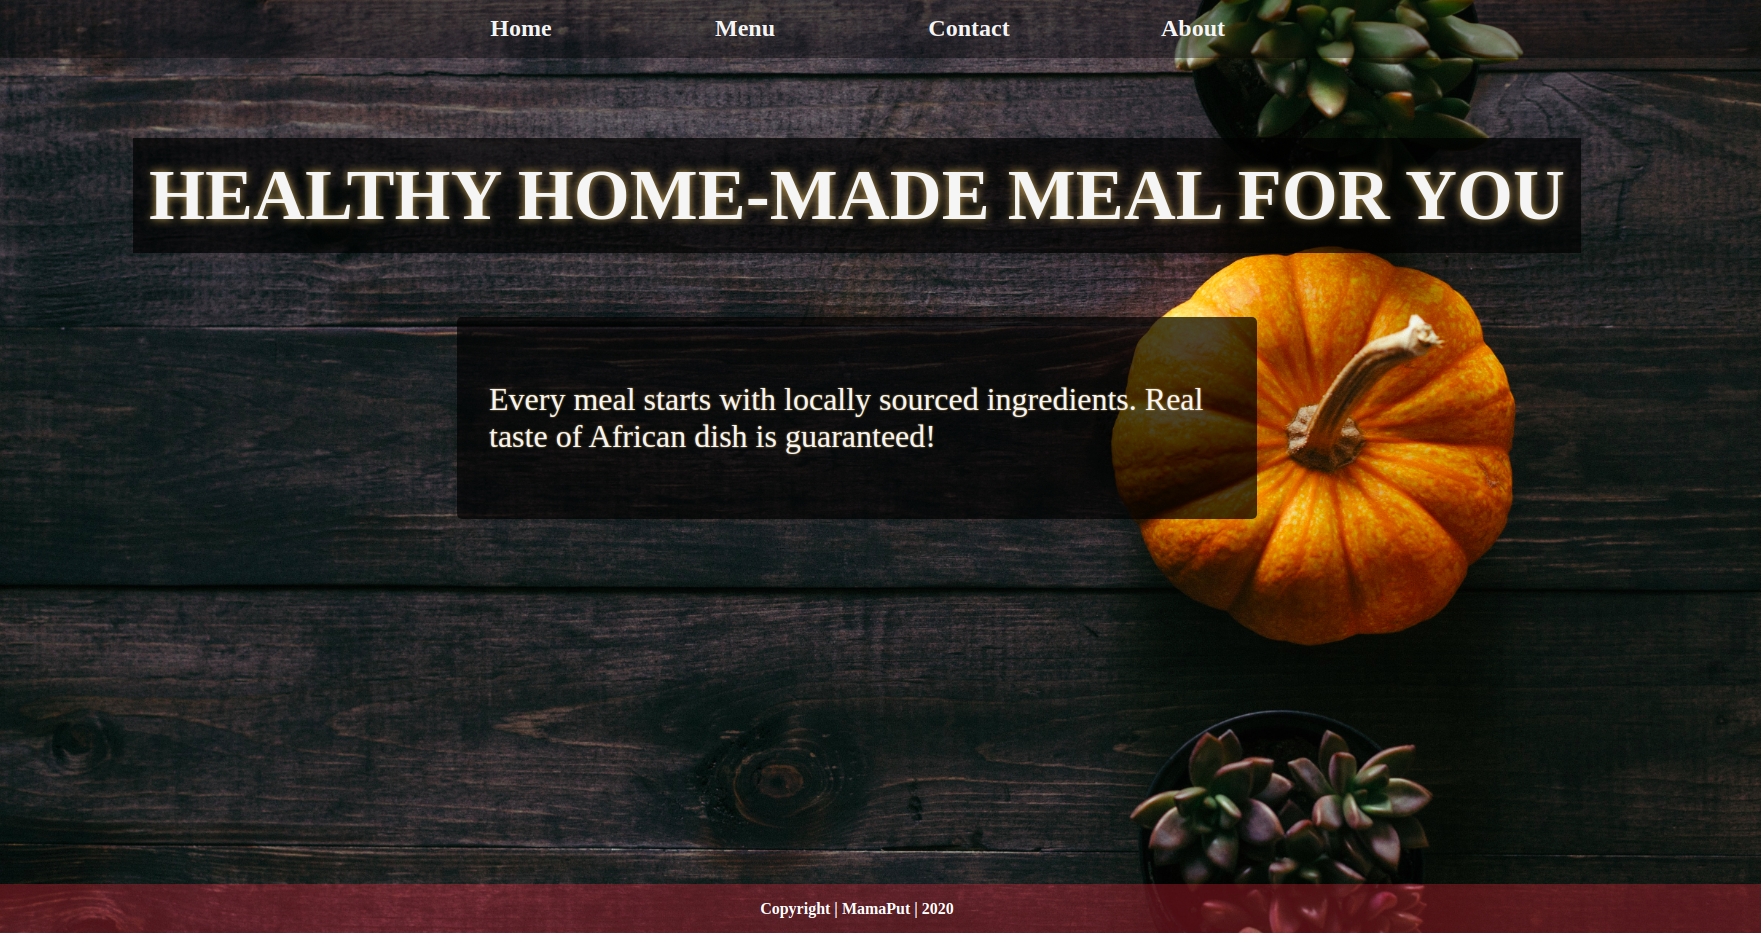 Home Menu Contact About
HEALTHY HOME-MADE MEAL FOR YOU
Every meal starts with locally sourced ingredients. Real
taste of African dish is guaranteed!
Copyright | MamaPut | 2020